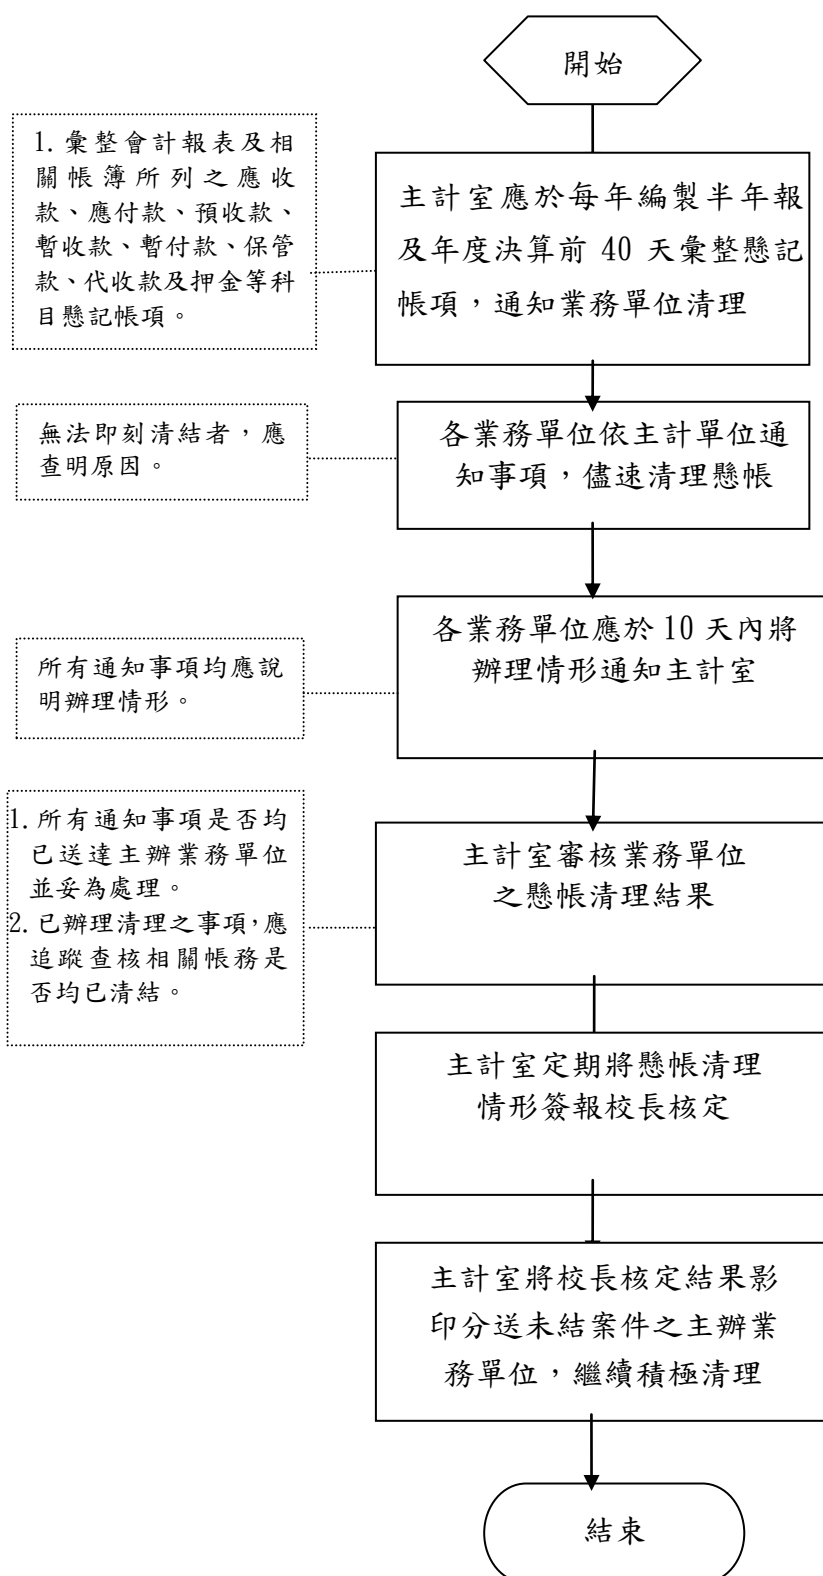 開始
1. 彙整會計報表及相
關帳簿所列之應收
款、應付款、預收款、
暫收款、暫付款、保管
款、代收款及押金等科
目懸記帳項。
主計室應於每年編製半年報
及年度決算前 40 天彙整懸記
帳項，通知業務單位清理
無法即刻清結者，應
查明原因。
各業務單位依主計單位通
知事項，儘速清理懸帳
各業務單位應於 10 天內將
辦理情形通知主計室
所有通知事項均應說
明辦理情形。
1. 所有通知事項是否均
已送達主辦業務單位
並妥為處理。
2. 已辦理清理之事項，應
追蹤查核相關帳務是
否均已清結。
主計室審核業務單位
之懸帳清理結果
主計室定期將懸帳清理
情形簽報校長核定
主計室將校長核定結果影
印分送未結案件之主辦業
務單位，繼續積極清理
結束